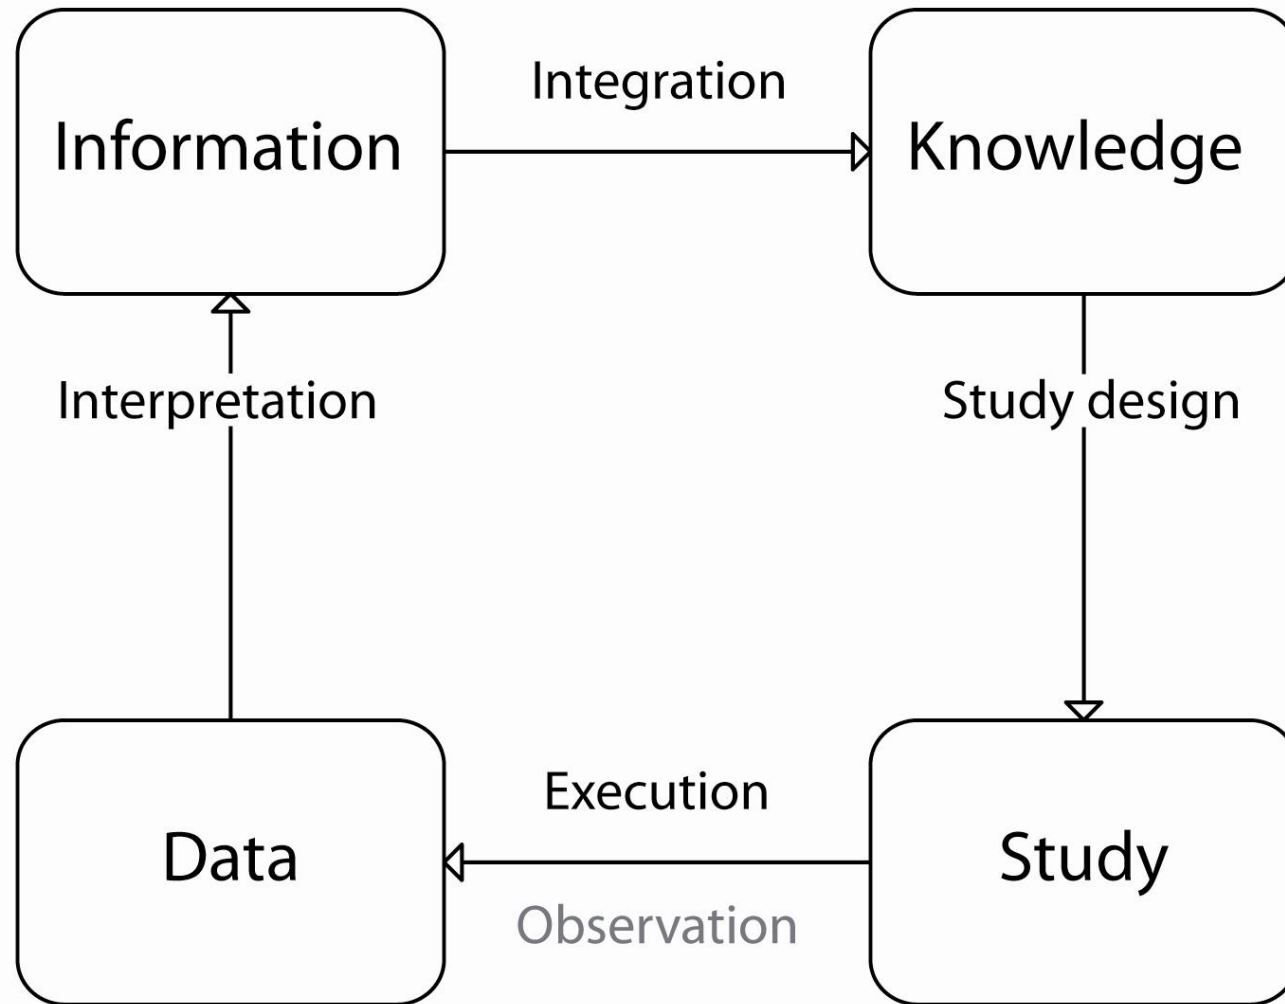 Integration
Information
Knowledge
Interpretation
Study design
Execution
Data
Study
Observation